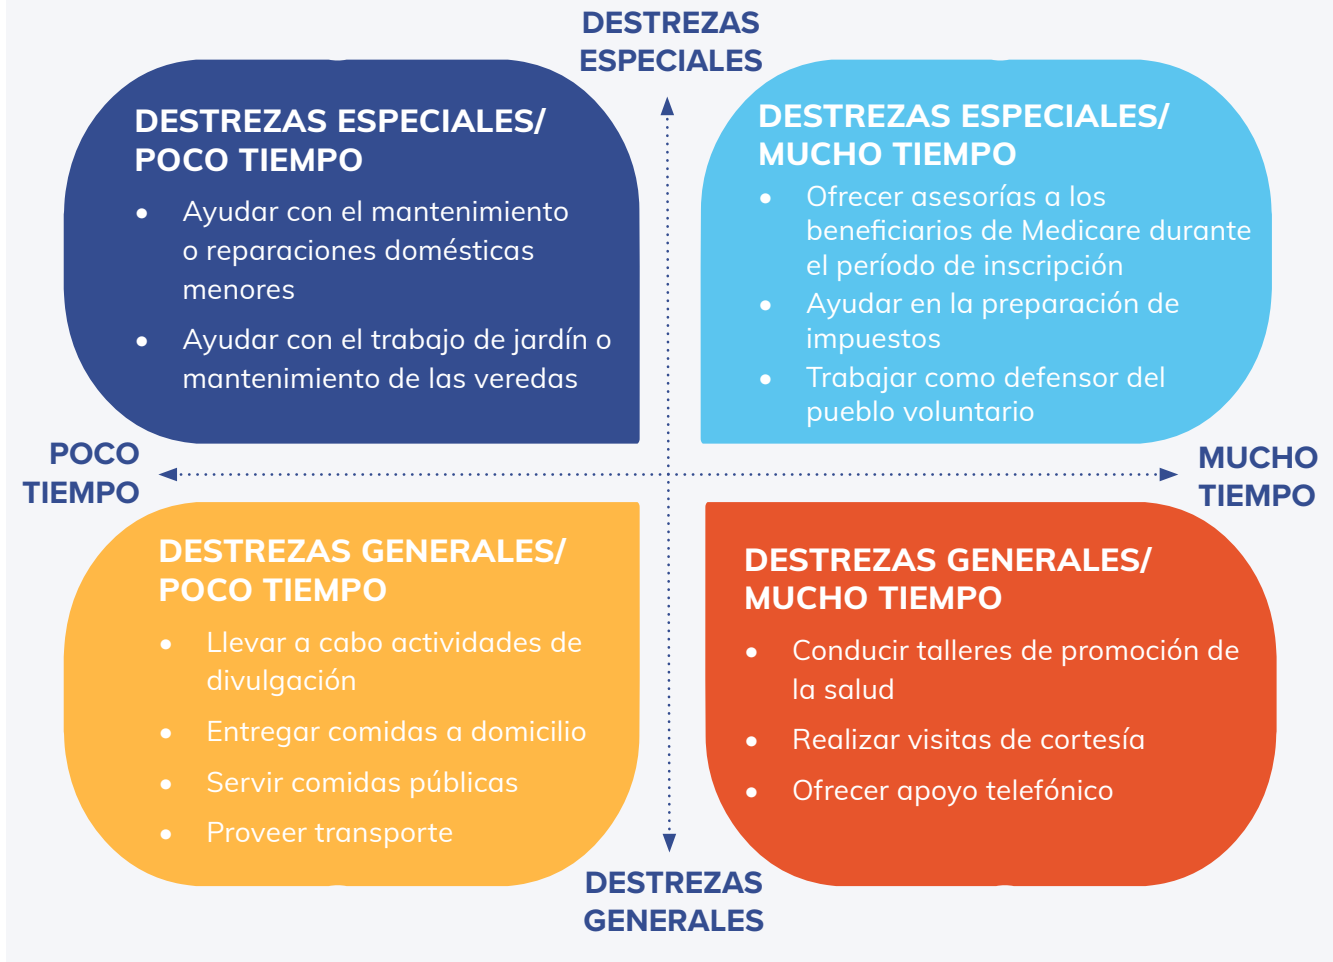 DESTREZAS
ESPECIALES
DESTREZAS ESPECIALES/
POCO TIEMPO
• Ayudar con el mantenimiento
o reparaciones domésticas
menores
• Ayudar con el trabajo de jardín o
mantenimiento de las veredas
DESTREZAS ESPECIALES/
MUCHO TIEMPO
• Ofrecer asesorías a los
beneficiarios de Medicare durante
el período de inscripción
• Ayudar en la preparación de
impuestos
• Trabajar como defensor del
pueblo voluntario
POCO
TIEMPO
MUCHO
TIEMPO
DESTREZAS GENERALES/
POCO TIEMPO
• Llevar a cabo actividades de
divulgación
• Entregar comidas a domicilio
• Servir comidas públicas
• Proveer transporte
DESTREZAS GENERALES/
MUCHO TIEMPO
• Conducir talleres de promoción de
la salud
• Realizar visitas de cortesía
• Ofrecer apoyo telefónico
DESTREZAS
GENERALES